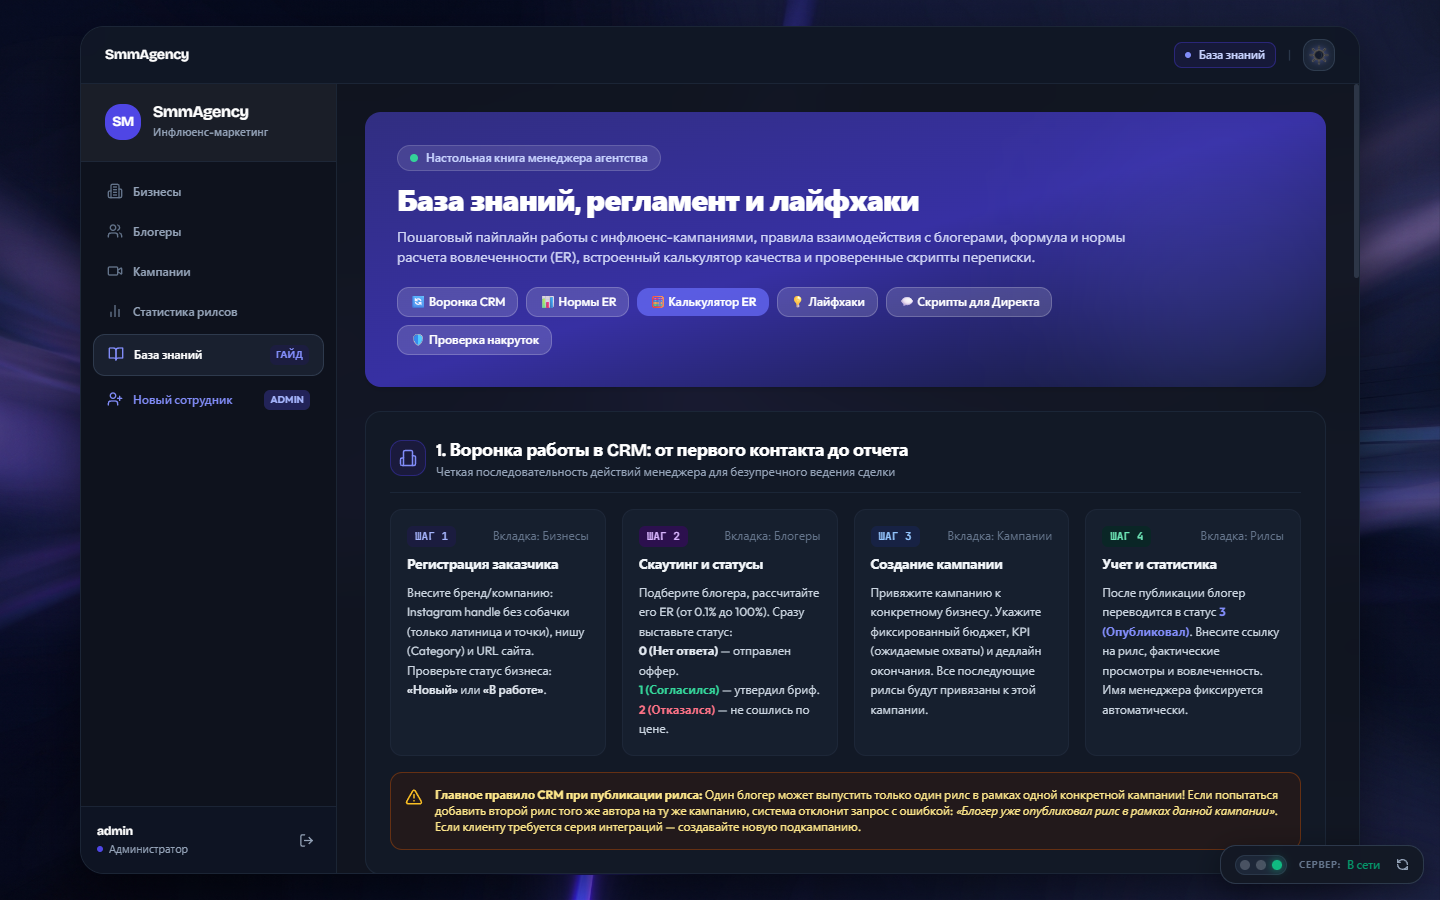 SmmAgency
База знаний
SM
SmmAgency
Инфлюенс-маркетинг
Бизнесы
Блогеры
Кампании
Статистика рилсов
База знаний
ГАЙД
Новый сотрудник
ADMIN
admin
Администратор
Настольная книга менеджера агентства
База знаний, регламент и лайфхаки
Пошаговый пайплайн работы с инфлюенс-кампаниями, правила взаимодействия с блогерами, формула и нормы
расчета вовлеченности (ER), встроенный калькулятор качества и проверенные скрипты переписки.
Воронка CRM
Нормы ER
Калькулятор ER
Лайфхаки
Скрипты для Директа
Проверка накруток
1. Воронка работы в CRM: от первого контакта до отчета
Четкая последовательность действий менеджера для безупречного ведения сделки
ШАГ 1
Вкладка: Бизнесы
Регистрация заказчика
Внесите бренд/компанию:
Instagram handle без собачки
(только латиница и точки), нишу
(Category) и URL сайта.
Проверьте статус бизнеса:
«Новый» или «В работе».
ШАГ 2
Вкладка: Блогеры
Скаутинг и статусы
Подберите блогера, рассчитайте
его ER (от 0.1% до 100%). Сразу
выставьте статус:
0 (Нет ответа) — отправлен
оффер.
1 (Согласился) — утвердил бриф.
2 (Отказался) — не сошлись по
цене.
ШАГ 3
Вкладка: Кампании
Создание кампании
Привяжите кампанию к
конкретному бизнесу. Укажите
фиксированный бюджет, KPI
(ожидаемые охваты) и дедлайн
окончания. Все последующие
рилсы будут привязаны к этой
кампании.
ШАГ 4
Вкладка: Рилсы
Учет и статистика
После публикации блогер
переводится в статус 3
(Опубликовал). Внесите ссылку
на рилс, фактические
просмотры и вовлеченность.
Имя менеджера фиксируется
автоматически.
Главное правило CRM при публикации рилса: Один блогер может выпустить только один рилс в рамках одной конкретной кампании! Если попытаться
добавить второй рилс того же автора на ту же кампанию, система отклонит запрос с ошибкой: «Блогер уже опубликовал рилс в рамках данной кампании».
Если клиенту требуется серия интеграций — создавайте новую подкампанию.
СЕРВЕР: В сети